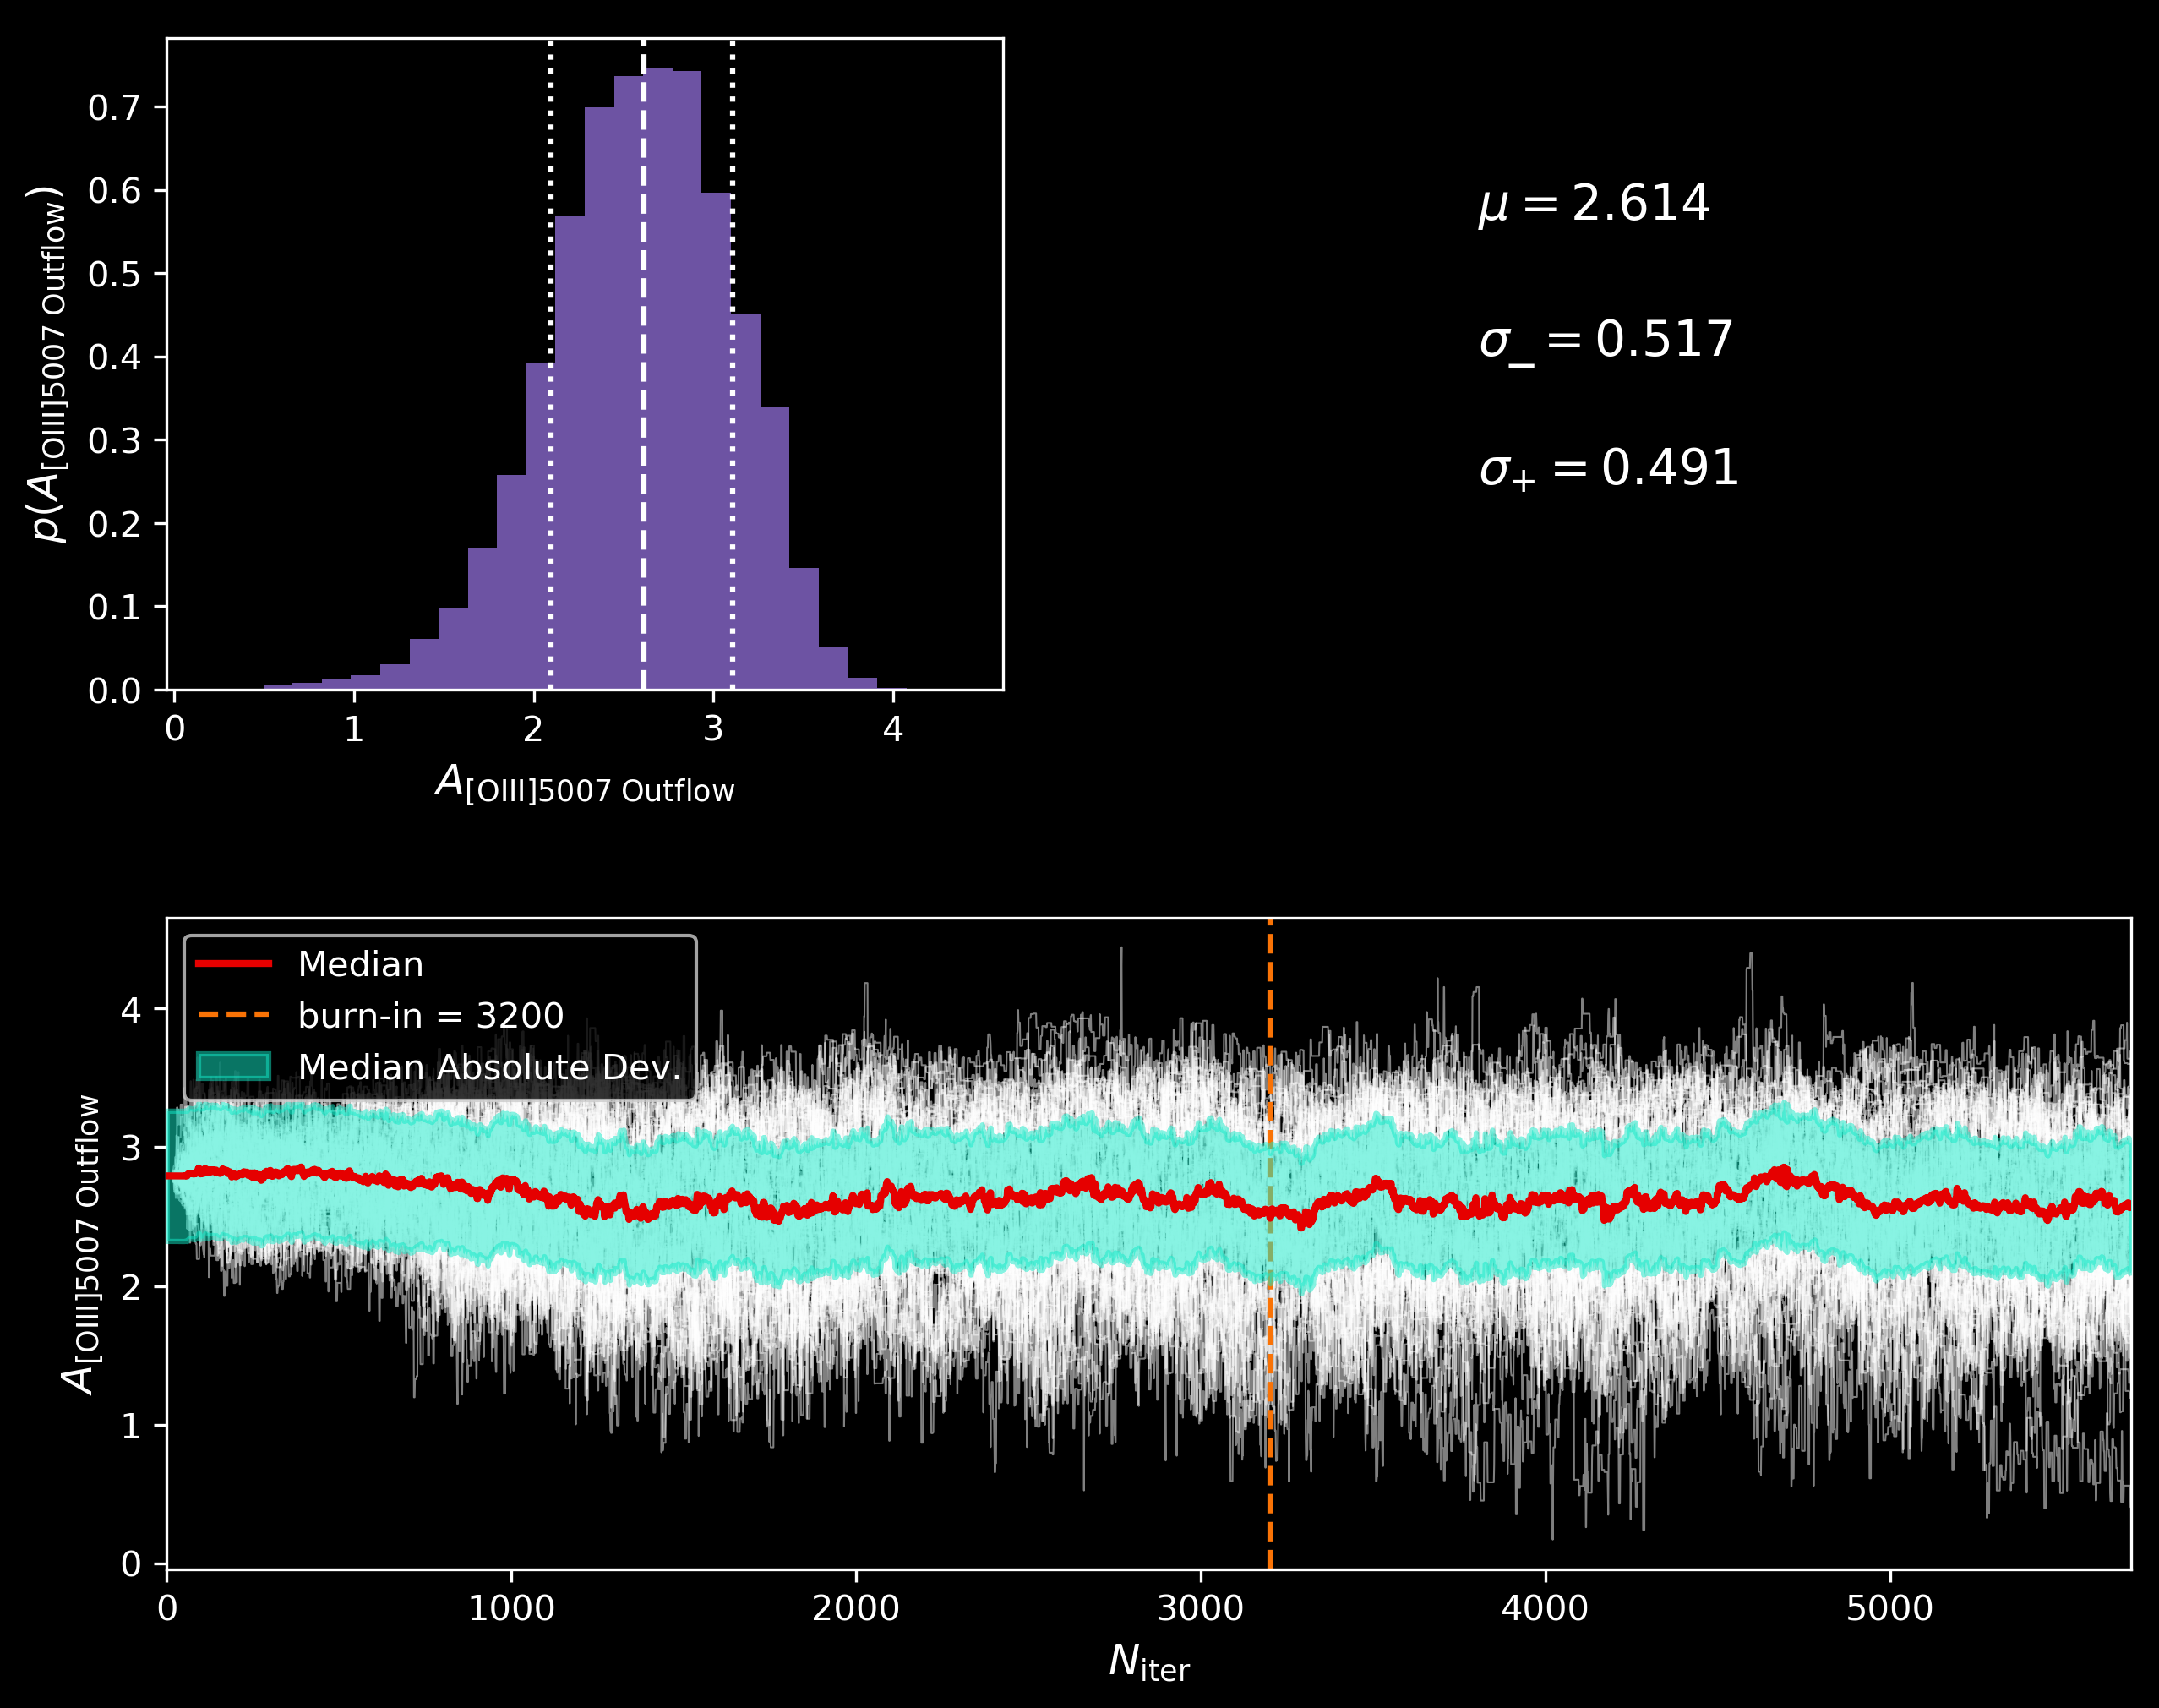 p(A[OIII]5007 Outflow)
0.7
0.6
0.5
0.4
0.3
0.2
0.1
0.0
0 1 2 3 4
A[OIII]5007 Outflow
μ = 2.614
σ− = 0.517
σ+ = 0.491
A[OIII]5007 Outflow
4
3
2
1
0
Median
burn-in = 3200
Median Absolute Dev.
0 1000 2000 3000 4000 5000
Niter